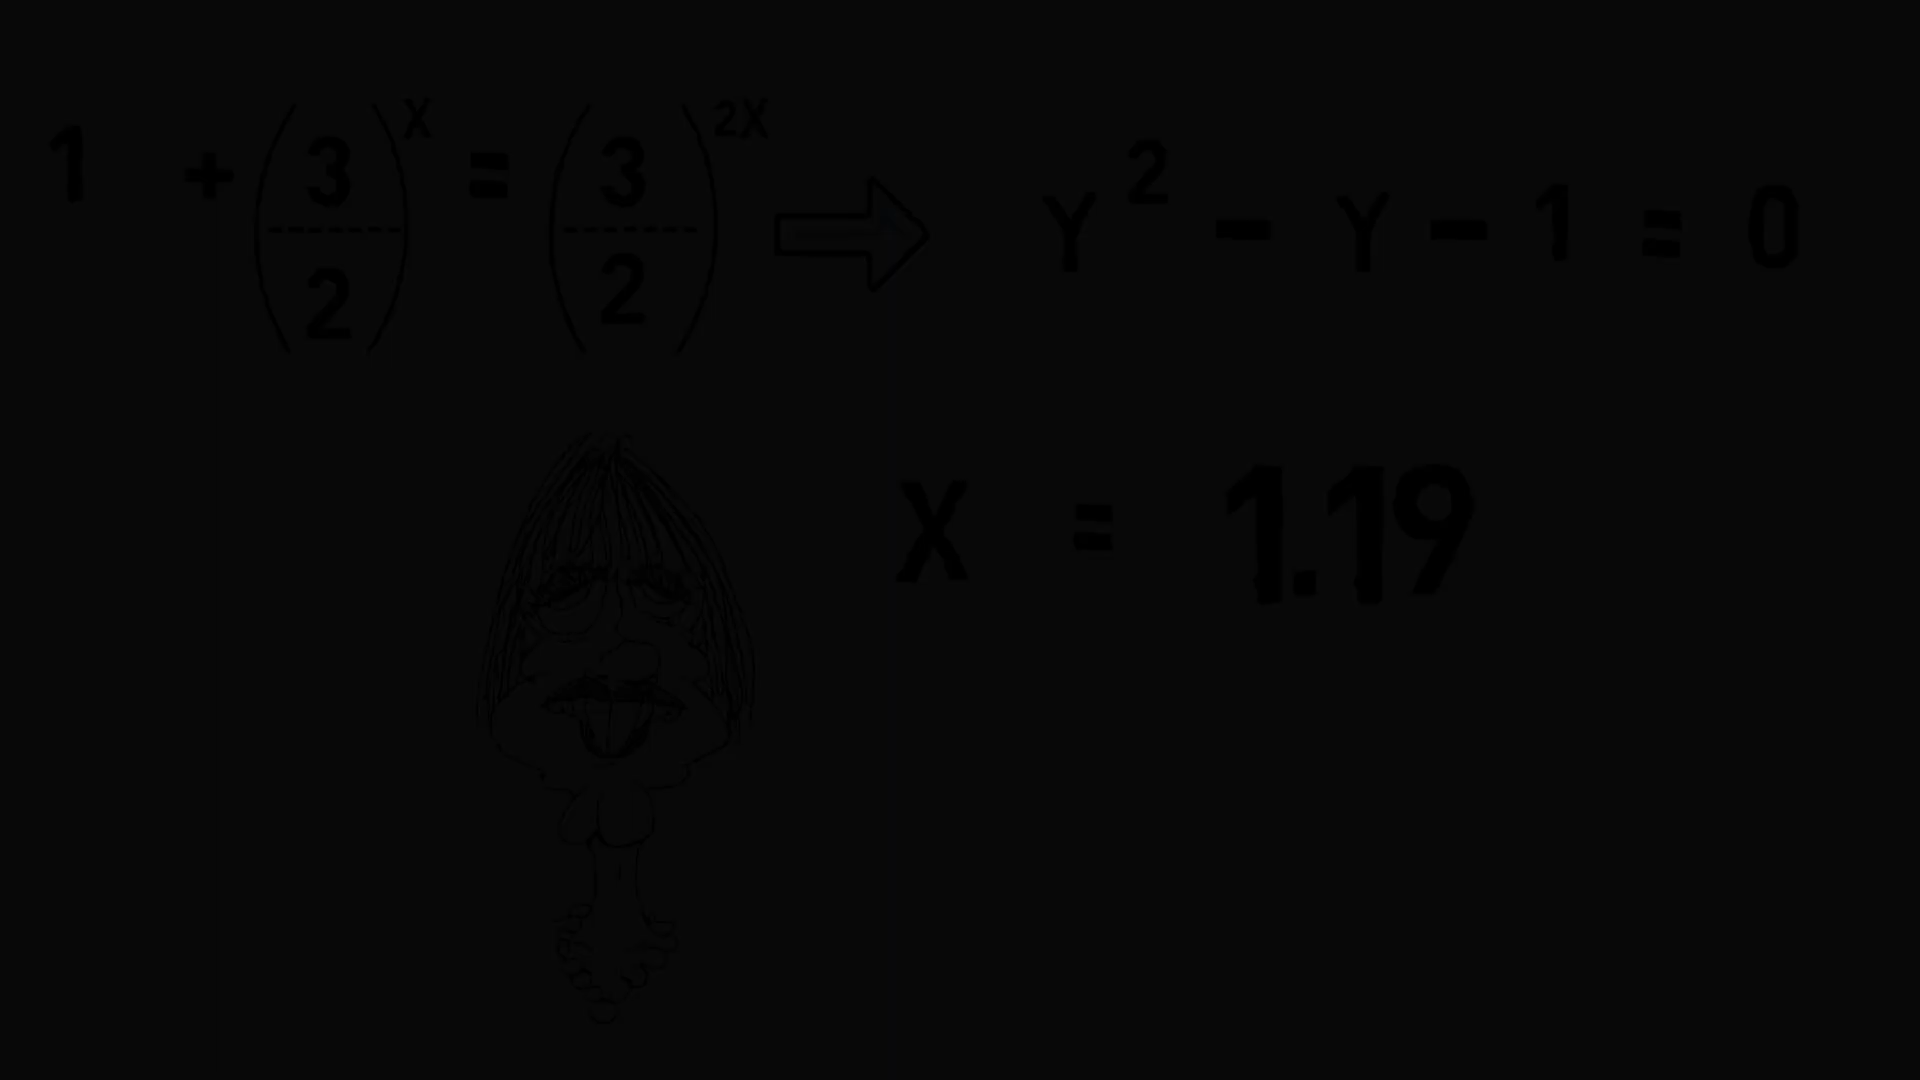 1 + (3/2)^X = (3/2)^2X ⇒ Y^2 - Y - 1 = 0
X = 1.19